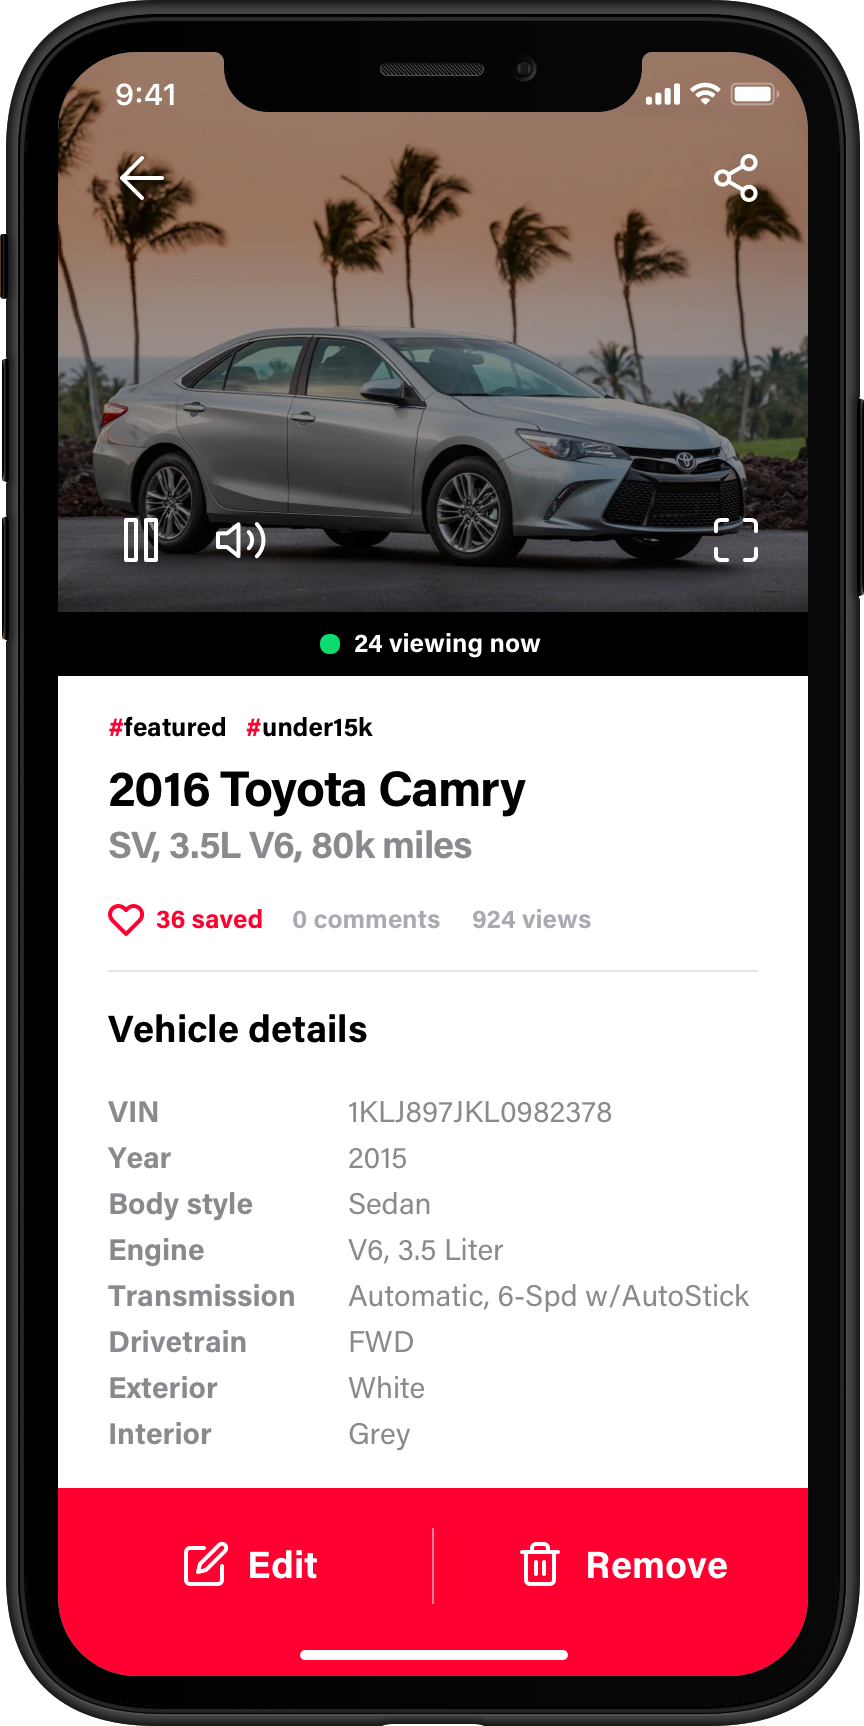 9:41
24 viewing now
#featured #under15k
2016 Toyota Camry
SV, 3.5L V6, 80k miles
36 saved 0 comments 924 views
Vehicle details
VIN 1KLJ897JKL0982378
Year 2015
Body style Sedan
Engine V6, 3.5 Liter
Transmission Automatic, 6-Spd w/AutoStick
Drivetrain FWD
Exterior White
Interior Grey
Edit Remove